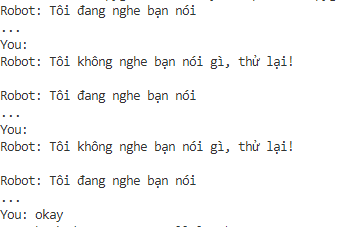 Robot: Tôi đang nghe bạn nói
...
You:
Robot: Tôi không nghe bạn nói gì, thử lại!
Robot: Tôi đang nghe bạn nói
...
You:
Robot: Tôi không nghe bạn nói gì, thử lại!
Robot: Tôi đang nghe bạn nói
...
You: okay